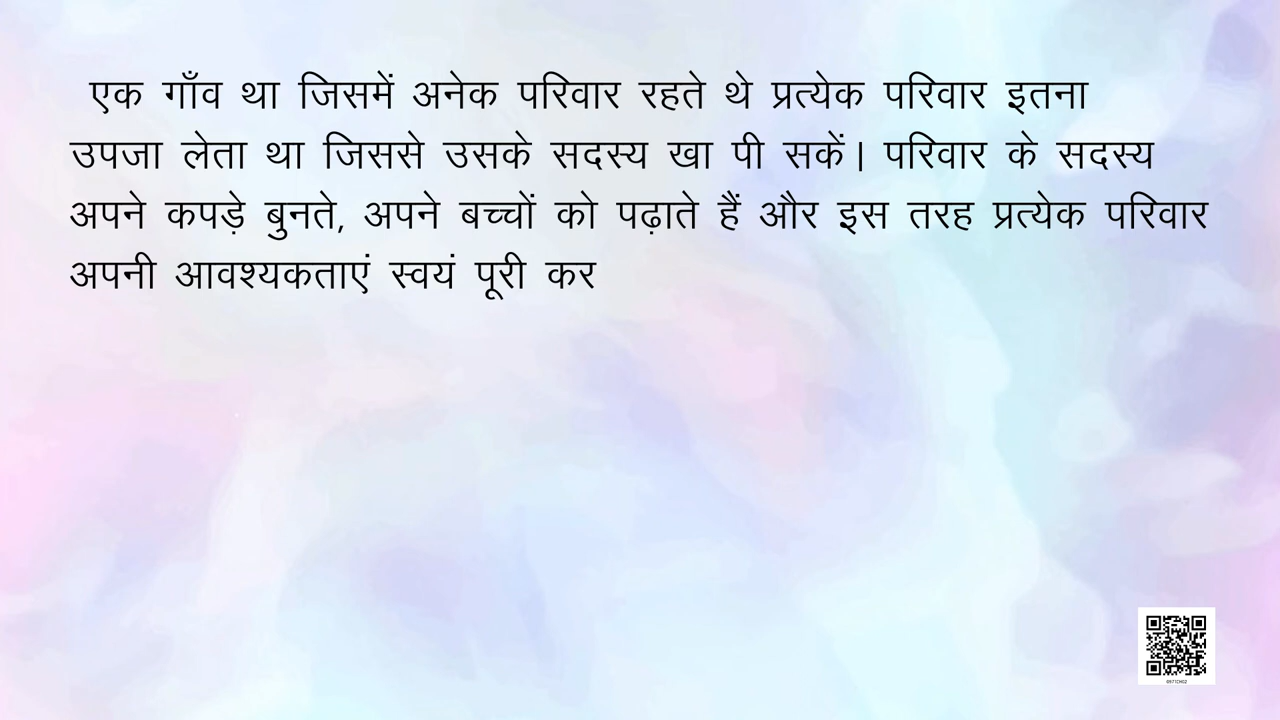 एक गाँव था जिसमें अनेक परिवार रहते थे प्रत्येक परिवार इतना
उपजा लेता था जिससे उसके सदस्य खा पी सकें। परिवार के सदस्य
अपने कपड़े बुनते, अपने बच्चों को पढ़ाते हैं और इस तरह प्रत्येक परिवार
अपनी आवश्यकताएं स्वयं पूरी कर